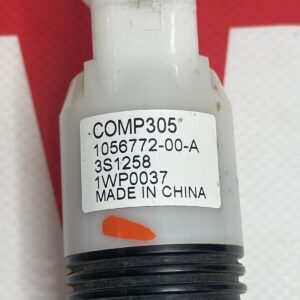 COMP305
1056772-00-A
3S1258
1WP0037
MADE IN CHINA